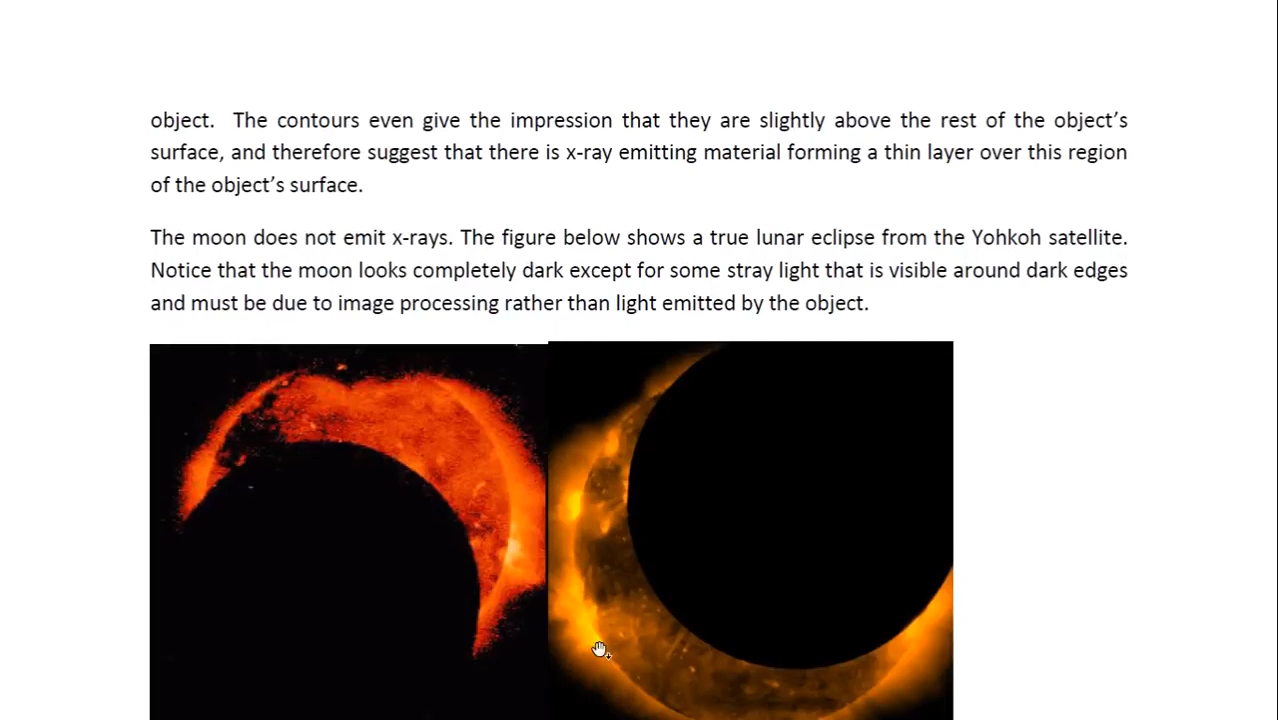 object.  The contours even give the impression that they are slightly above the rest of the object’s
surface, and therefore suggest that there is x-ray emitting material forming a thin layer over this region
of the object’s surface.
The moon does not emit x-rays. The figure below shows a true lunar eclipse from the Yohkoh satellite.
Notice that the moon looks completely dark except for some stray light that is visible around dark edges
and must be due to image processing rather than light emitted by the object.